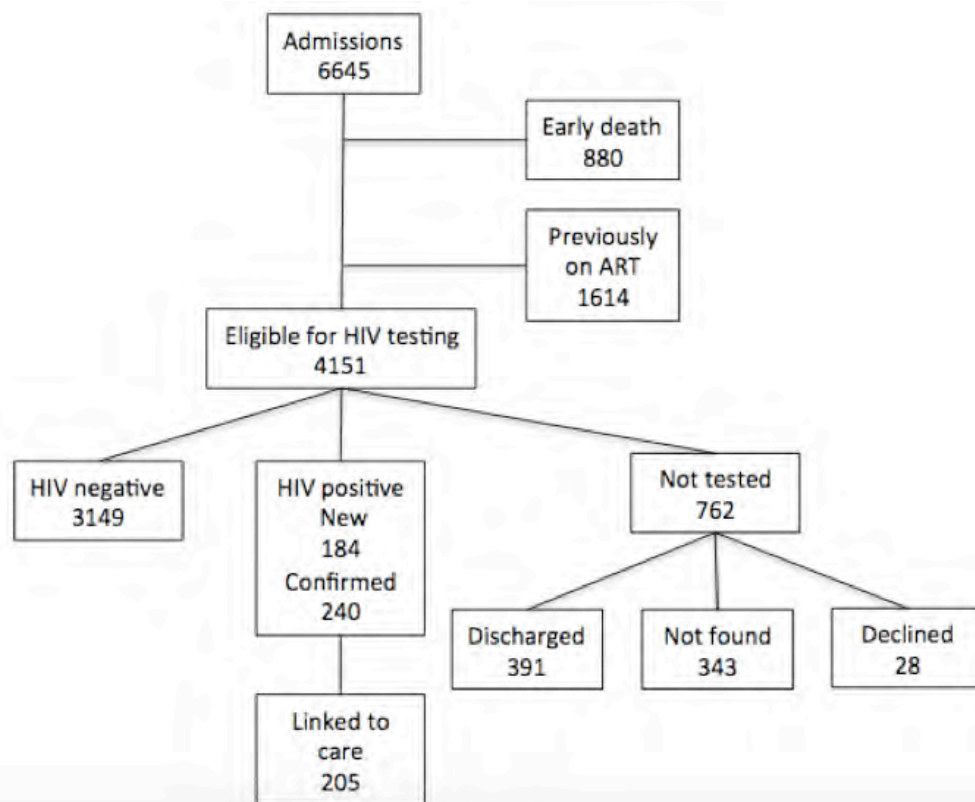 Admissions
6645
Early death
880
Previously
on ART
1614
Eligible for HIV testing
4151
HIV negative
3149
HIV positive
New
184
Confirmed
240
Not tested
762
Discharged
391
Not found
343
Declined
28
Linked to
care
205